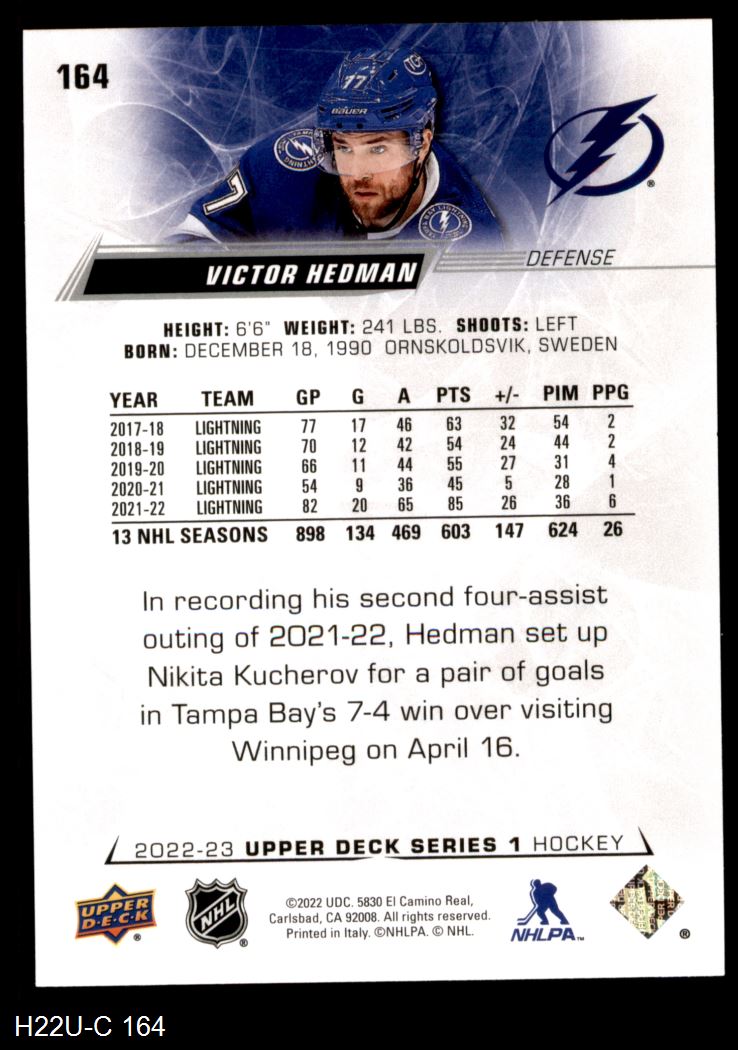 164
77
BAUER
7
VICTOR HEDMAN
DEFENSE
HEIGHT: 6'6" WEIGHT: 241 LBS. SHOOTS: LEFT
BORN: DECEMBER 18, 1990 ORNSKOLDSVIK, SWEDEN
YEAR TEAM GP G A PTS +/- PIM PPG
2017-18 LIGHTNING 77 17 46 63 32 54 2
2018-19 LIGHTNING 70 12 42 54 24 44 2
2019-20 LIGHTNING 66 11 44 55 27 31 4
2020-21 LIGHTNING 54 9 36 45 5 28 1
2021-22 LIGHTNING 82 20 65 85 26 36 6
13 NHL SEASONS 898 134 469 603 147 624 26
In recording his second four-assist
outing of 2021-22, Hedman set up
Nikita Kucherov for a pair of goals
in Tampa Bay's 7-4 win over visiting
Winnipeg on April 16.
2022-23 UPPER DECK SERIES 1 HOCKEY
UPPER
D·E·C·K
®
NHL
®
©2022 UDC. 5830 El Camino Real,
Carlsbad, CA 92008. All rights reserved.
Printed in Italy. ©NHLPA. © NHL.
NHLPA™
®
H22U-C 164